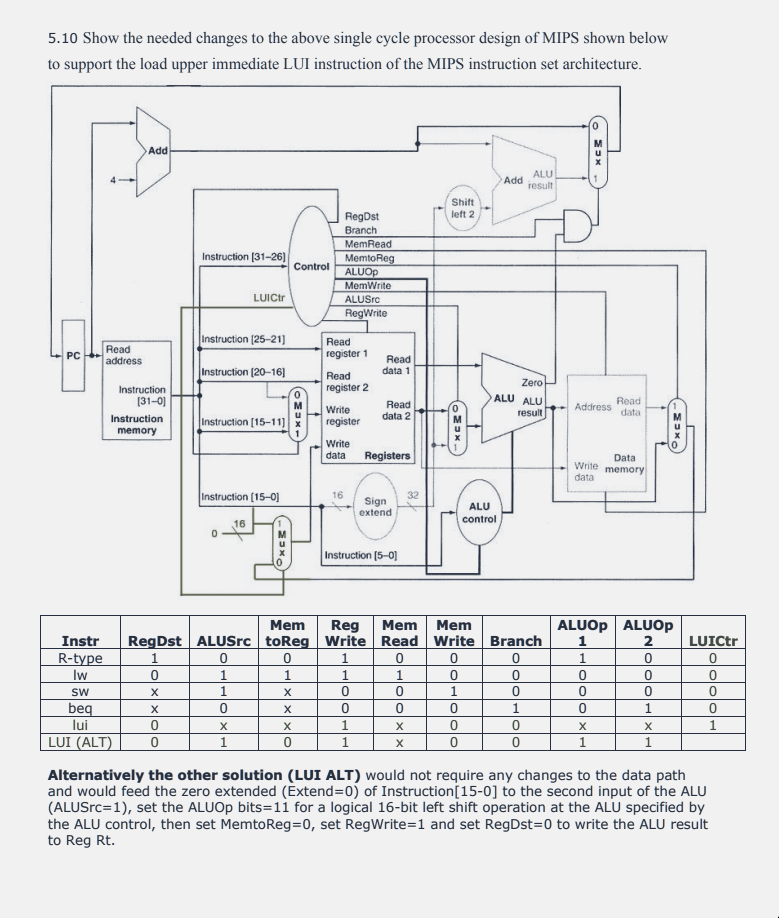 5.10 Show the needed changes to the above single cycle processor design of MIPS shown below
to support the load upper immediate LUI instruction of the MIPS instruction set architecture.
Add
4
Add ALU
result
0
M
u
x
1
Shift
left 2
RegDst
Branch
MemRead
MemtoReg
ALUOp
MemWrite
ALUSrc
RegWrite
Instruction [31–26]
Control
LUICtr
PC
Read
address
Instruction
[31–0]
Instruction
memory
Instruction [25–21]
Instruction [20–16]
Instruction [15–11]
0
M
u
x
1
Read
register 1
Read
register 2
Write
register
Write
data
Read
data 1
Read
data 2
Registers
0
M
u
x
1
Zero
ALU ALU
result
Address
Read
data
Write
data
Data
memory
1
M
u
x
0
Instruction [15–0]
16
Sign
extend
32
ALU
control
Instruction [5–0]
0
16
1
M
u
x
0
Instr RegDst ALUSrc Mem toReg Reg Write Mem Read Mem Write Branch ALUOp 1 ALUOp 2 LUICtr
R-type 1 0 0 1 0 0 0 1 0 0
lw 0 1 1 1 1 0 0 0 0 0
sw x 1 x 0 0 1 0 0 0 0
beq x 0 x 0 0 0 1 0 1 0
lui 0 x x 1 x 0 0 x x 1
LUI (ALT) 0 1 0 1 x 0 0 1 1
Alternatively the other solution (LUI ALT) would not require any changes to the data path
and would feed the zero extended (Extend=0) of Instruction[15-0] to the second input of the ALU
(ALUSrc=1), set the ALUOp bits=11 for a logical 16-bit left shift operation at the ALU specified by
the ALU control, then set MemtoReg=0, set RegWrite=1 and set RegDst=0 to write the ALU result
to Reg Rt.